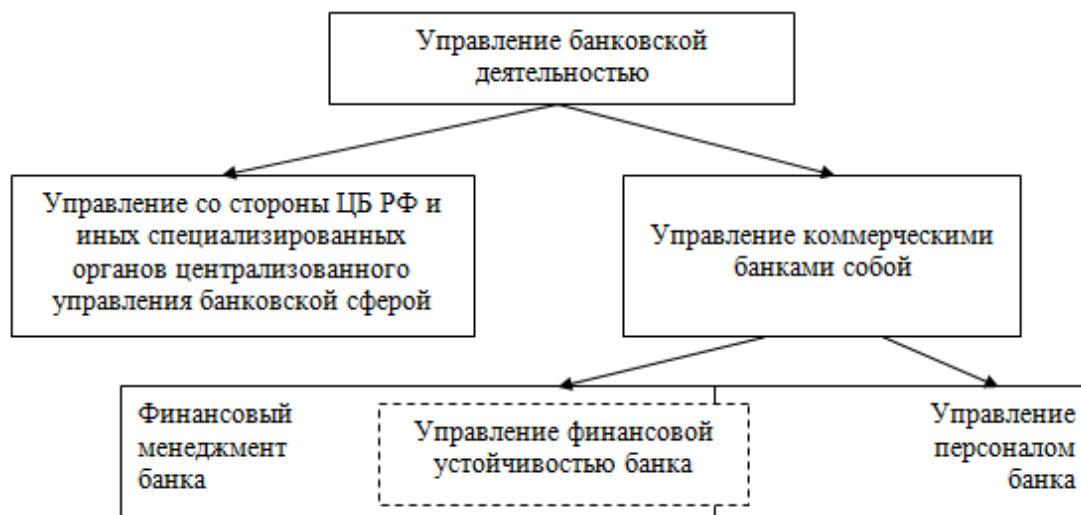 Управление банковской
деятельностью
Управление со стороны ЦБ РФ и
иных специализированных
органов централизованного
управления банковской сферой
Управление коммерческими
банками собой
Финансовый
менеджмент
банка
Управление финансовой
устойчивостью банка
Управление
персоналом
банка